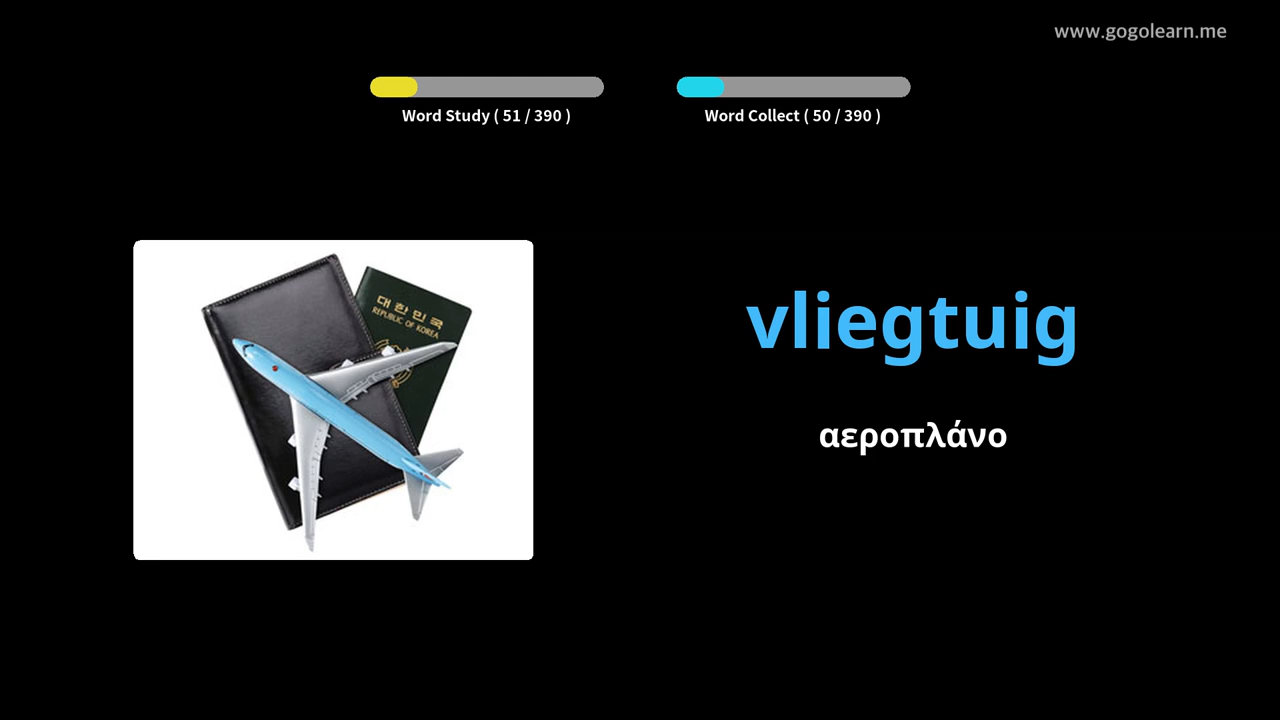 www.gogolearn.me
Word Study ( 51 / 390 )
Word Collect ( 50 / 390 )
대한민국
REPUBLIC OF KOREA
vliegtuig
αεροπλάνο